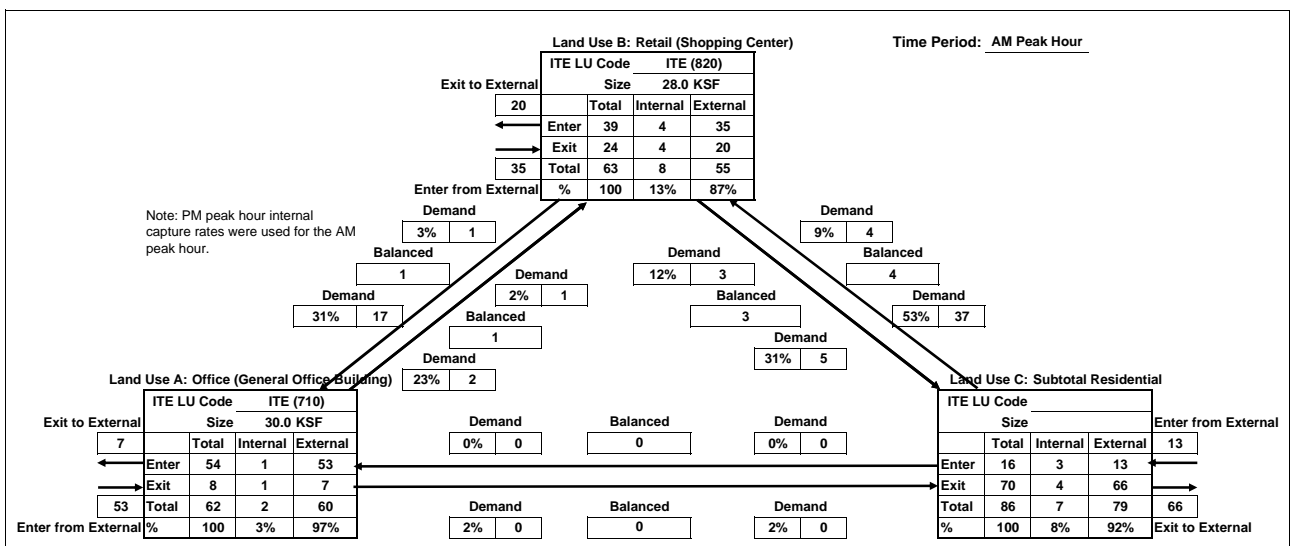 Land Use B: Retail (Shopping Center)
Time Period: AM Peak Hour
ITE LU Code ITE (820)
Exit to External Size 28.0 KSF
20 Total Internal External
Enter 39 4 35
Exit 24 4 20
35 Total 63 8 55
Enter from External % 100 13% 87%
Note: PM peak hour internal
capture rates were used for the AM
peak hour.
Demand
3% 1
Balanced
1
Demand
31% 17
Demand
2% 1
Balanced
1
Demand
23% 2
Demand
12% 3
Balanced
3
Demand
31% 5
Demand
9% 4
Balanced
4
Demand
53% 37
Land Use A: Office (General Office Building)
ITE LU Code ITE (710)
Exit to External Size 30.0 KSF
7 Total Internal External
Enter 54 1 53
Exit 8 1 7
53 Total 62 2 60
Enter from External % 100 3% 97%
Demand Balanced Demand
0% 0 0 0% 0
Demand Balanced Demand
2% 0 0 2% 0
Land Use C: Subtotal Residential
ITE LU Code
Size Enter from External
Total Internal External 13
Enter 16 3 13
Exit 70 4 66
Total 86 7 79 66
% 100 8% 92% Exit to External